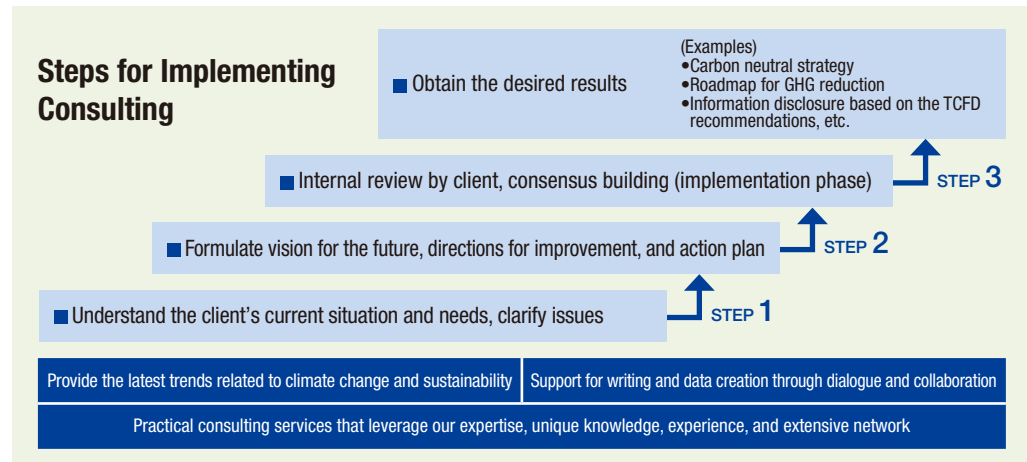 Steps for Implementing
Consulting
■ Obtain the desired results
(Examples)
•Carbon neutral strategy
•Roadmap for GHG reduction
•Information disclosure based on the TCFD
recommendations, etc.
STEP 3
■ Internal review by client, consensus building (implementation phase)
STEP 2
■ Formulate vision for the future, directions for improvement, and action plan
STEP 1
■ Understand the client’s current situation and needs, clarify issues
Provide the latest trends related to climate change and sustainability
Support for writing and data creation through dialogue and collaboration
Practical consulting services that leverage our expertise, unique knowledge, experience, and extensive network